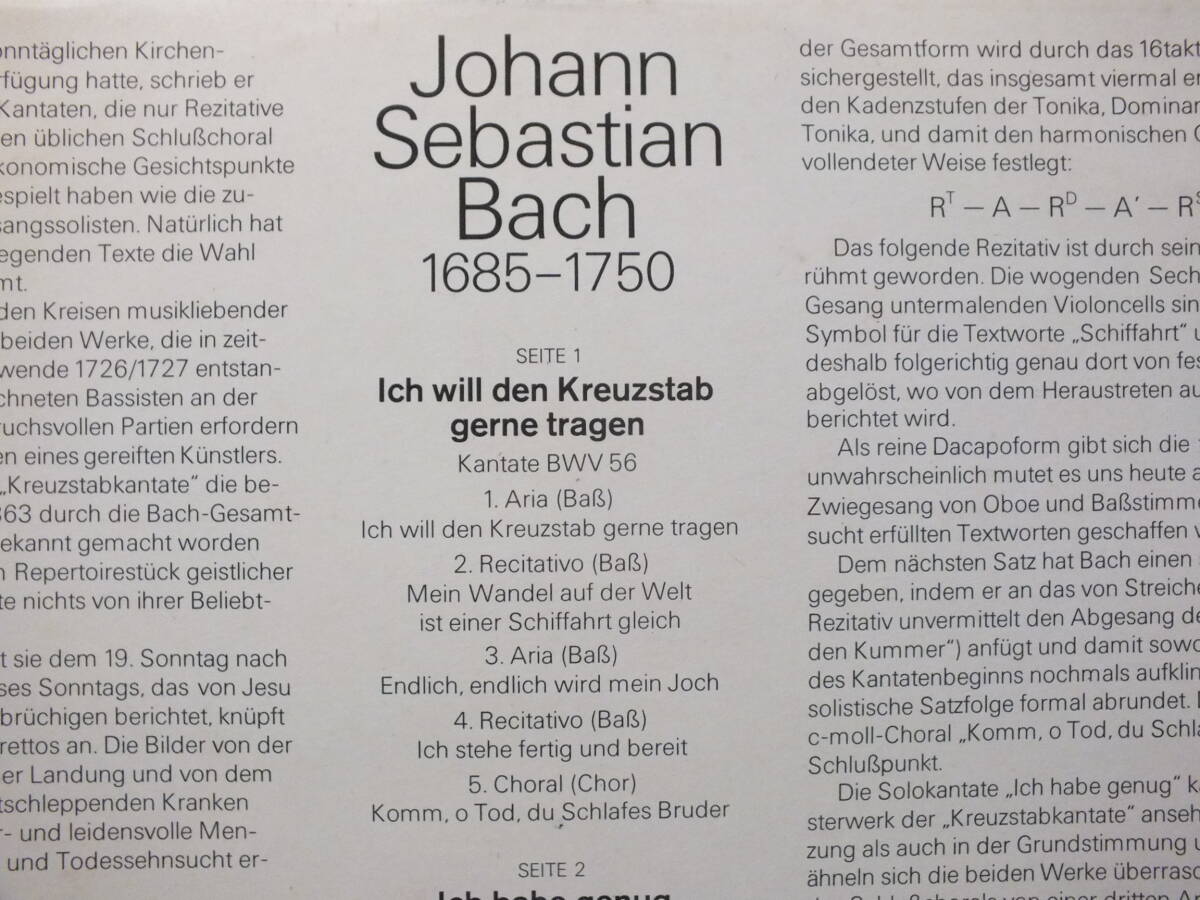 onntäglichen Kirchen-
rfügung hatte, schrieb er
Kantaten, die nur Rezitative
en üblichen Schlußchoral
konomische Gesichtspunkte
espielt haben wie die zu-
sangssolisten. Natürlich hat
egenden Texte die Wahl
mt.
den Kreisen musikliebender
beiden Werke, die in zeit-
wende 1726/1727 entstan-
chneten Bassisten an der
ruchsvollen Partien erfordern
en eines gereiften Künstlers.
„Kreuzstabkantate“ die be-
863 durch die Bach-Gesamt-
ekannt gemacht worden
n Repertoirestück geistlicher
te nichts von ihrer Beliebt-
t sie dem 19. Sonntag nach
ses Sonntags, das von Jesu
brüchigen berichtet, knüpft
rettos an. Die Bilder von der
er Landung und von dem
tschleppenden Kranken
r- und leidensvolle Men-
und Todessehnsucht er-
Johann
Sebastian
Bach
1685–1750
SEITE 1
Ich will den Kreuzstab
gerne tragen
Kantate BWV 56
1. Aria (Baß)
Ich will den Kreuzstab gerne tragen
2. Recitativo (Baß)
Mein Wandel auf der Welt
ist einer Schiffahrt gleich
3. Aria (Baß)
Endlich, endlich wird mein Joch
4. Recitativo (Baß)
Ich stehe fertig und bereit
5. Choral (Chor)
Komm, o Tod, du Schlafes Bruder
SEITE 2
Ich habe genug
der Gesamtform wird durch das 16takt
sichergestellt, das insgesamt viermal er
den Kadenzstufen der Tonika, Dominan
Tonika, und damit den harmonischen
vollendeter Weise festlegt:
R^T – A – R^D – A′ – R^S
Das folgende Rezitativ ist durch sein
rühmt geworden. Die wogenden Sech
Gesang untermalenden Violoncells sin
Symbol für die Textworte „Schiffahrt“ u
deshalb folgerichtig genau dort von fes
abgelöst, wo von dem Heraustreten au
berichtet wird.
Als reine Dacapoform gibt sich die
unwahrscheinlich mutet es uns heute a
Zwiegesang von Oboe und Baßstimme
sucht erfüllten Textworten geschaffen
Dem nächsten Satz hat Bach einen
gegeben, indem er an das von Streiche
Rezitativ unvermittelt den Abgesang de
den Kummer“) anfügt und damit sowo
des Kantatenbeginns nochmals aufklin
solistische Satzfolge formal abrundet.
c-moll-Choral „Komm, o Tod, du Schla
Schlußpunkt.
Die Solokantate „Ich habe genug“ ka
sterwerk der „Kreuzstabkantate“ anseh
zung als auch in der Grundstimmung u
ähneln sich die beiden Werke überrasc